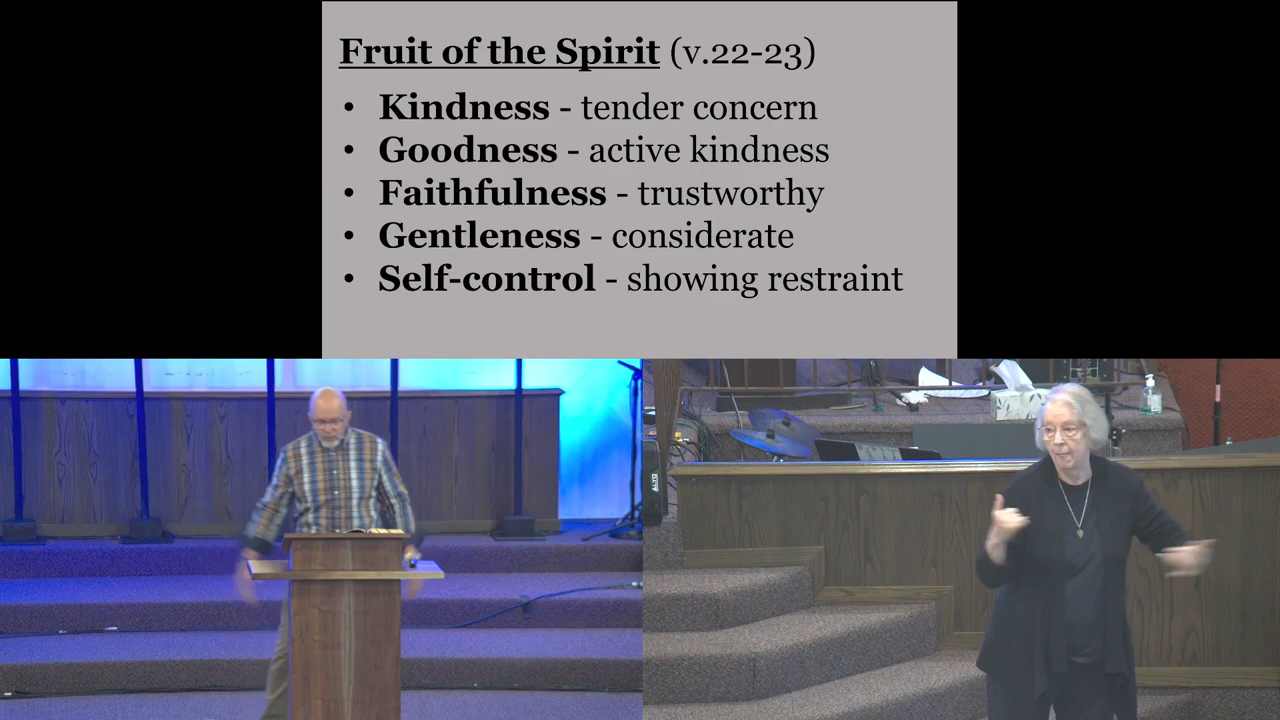 Fruit of the Spirit (v.22-23)
• Kindness - tender concern
• Goodness - active kindness
• Faithfulness - trustworthy
• Gentleness - considerate
• Self-control - showing restraint
ALTO